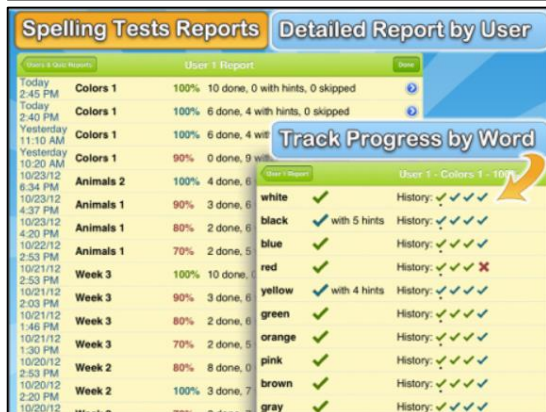 Spelling Tests Reports
Detailed Report by User
Users & Quiz Reports User 1 Report Done
Today 2:45 PM Colors 1 100% 10 done, 0 with hints, 0 skipped
Today 2:40 PM Colors 1 100% 6 done, 4 with hints, 0 skipped
Yesterday 11:10 AM Colors 1 100% 6 done, 4 with
Yesterday 10:20 AM Colors 1 90% 0 done, 9 with
10/23/12 6:34 PM Animals 2 100% 4 done, 6
10/23/12 4:37 PM Animals 1 90% 3 done, 6
10/23/12 4:20 PM Animals 1 80% 2 done, 6
10/22/12 2:53 PM Animals 1 70% 2 done, 5
10/21/12 2:53 PM Week 3 100% 10 done,
10/21/12 2:03 PM Week 3 90% 3 done, 6
10/21/12 1:46 PM Week 3 80% 2 done, 6
10/21/12 1:30 PM Week 3 70% 2 done, 5
10/20/12 2:53 PM Week 2 80% 8 done, 0
10/20/12 2:20 PM Week 2 100% 3 done, 7
10/20/12
Track Progress by Word
User 1 Report User 1 - Colors 1 - 100%
white History:
black with 5 hints History:
blue History:
red History:
yellow with 4 hints History:
green History:
orange History:
pink History:
brown History:
gray History: